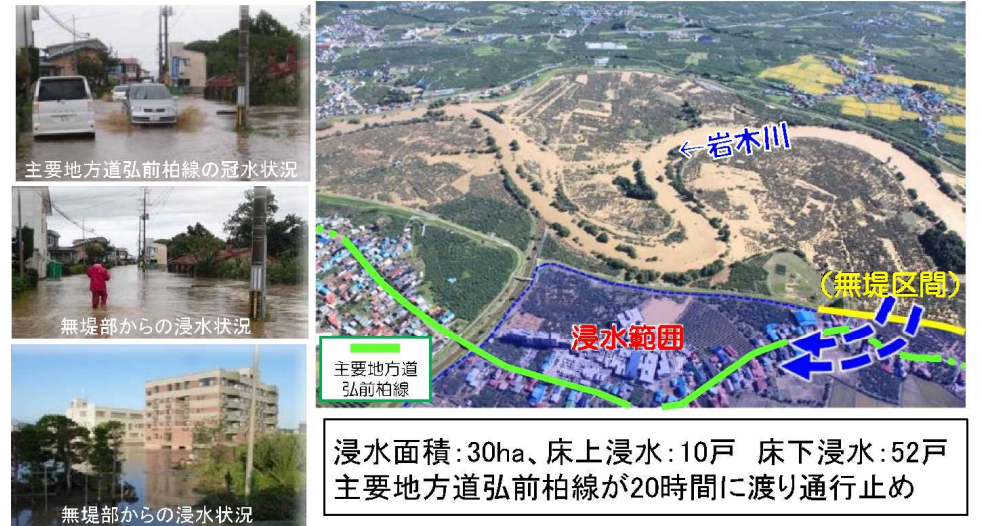 主要地方道弘前柏線の冠水状況
無堤部からの浸水状況
無堤部からの浸水状況
←岩木川
(無堤区間)
浸水範囲
主要地方道
弘前柏線
浸水面積:30ha、床上浸水:10戸 床下浸水:52戸
主要地方道弘前柏線が20時間に渡り通行止め